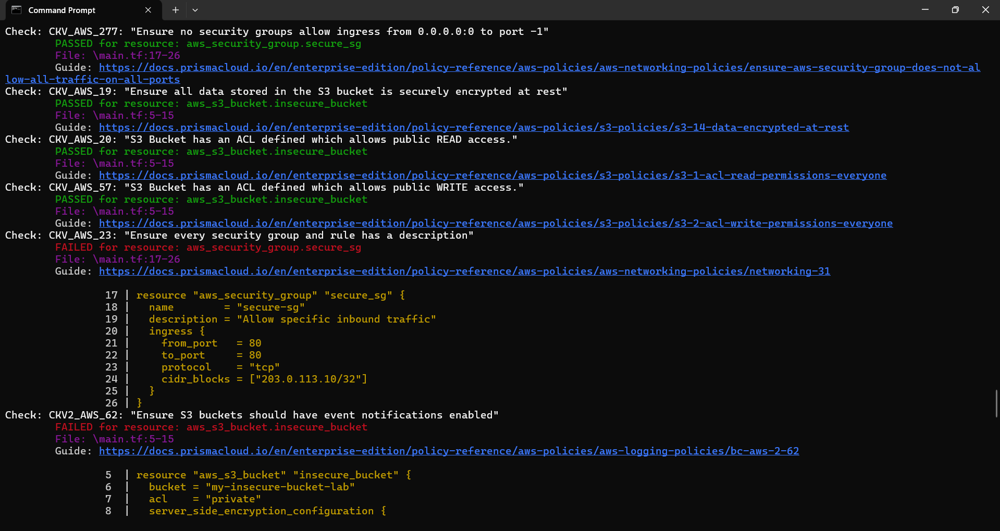 Command Prompt
Check: CKV_AWS_277: "Ensure no security groups allow ingress from 0.0.0.0:0 to port -1"
PASSED for resource: aws_security_group.secure_sg
File: \main.tf:17-26
Guide: https://docs.prismacloud.io/en/enterprise-edition/policy-reference/aws-policies/aws-networking-policies/ensure-aws-security-group-does-not-al
low-all-traffic-on-all-ports
Check: CKV_AWS_19: "Ensure all data stored in the S3 bucket is securely encrypted at rest"
PASSED for resource: aws_s3_bucket.insecure_bucket
File: \main.tf:5-15
Guide: https://docs.prismacloud.io/en/enterprise-edition/policy-reference/aws-policies/s3-policies/s3-14-data-encrypted-at-rest
Check: CKV_AWS_20: "S3 Bucket has an ACL defined which allows public READ access."
PASSED for resource: aws_s3_bucket.insecure_bucket
File: \main.tf:5-15
Guide: https://docs.prismacloud.io/en/enterprise-edition/policy-reference/aws-policies/s3-policies/s3-1-acl-read-permissions-everyone
Check: CKV_AWS_57: "S3 Bucket has an ACL defined which allows public WRITE access."
PASSED for resource: aws_s3_bucket.insecure_bucket
File: \main.tf:5-15
Guide: https://docs.prismacloud.io/en/enterprise-edition/policy-reference/aws-policies/s3-policies/s3-2-acl-write-permissions-everyone
Check: CKV_AWS_23: "Ensure every security group and rule has a description"
FAILED for resource: aws_security_group.secure_sg
File: \main.tf:17-26
Guide: https://docs.prismacloud.io/en/enterprise-edition/policy-reference/aws-policies/aws-networking-policies/networking-31
17 | resource "aws_security_group" "secure_sg" {
18 |   name        = "secure-sg"
19 |   description = "Allow specific inbound traffic"
20 |   ingress {
21 |     from_port   = 80
22 |     to_port     = 80
23 |     protocol    = "tcp"
24 |     cidr_blocks = ["203.0.113.10/32"]
25 |   }
26 | }
Check: CKV2_AWS_62: "Ensure S3 buckets should have event notifications enabled"
FAILED for resource: aws_s3_bucket.insecure_bucket
File: \main.tf:5-15
Guide: https://docs.prismacloud.io/en/enterprise-edition/policy-reference/aws-policies/aws-logging-policies/bc-aws-2-62
5  | resource "aws_s3_bucket" "insecure_bucket" {
6  |   bucket = "my-insecure-bucket-lab"
7  |   acl    = "private"
8  |   server_side_encryption_configuration {